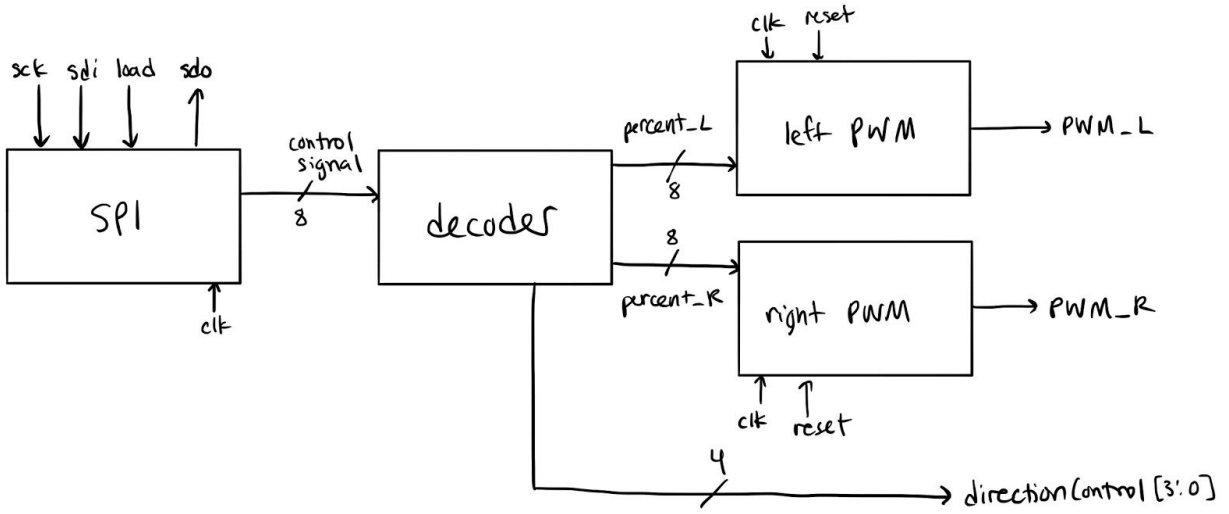 clk reset
sck sdi load sdo
control
signal
8
SPI
clk
decoder
percent_L
8
left PWM
PWM_L
8
percent_R
right PWM
PWM_R
clk reset
4
directionControl [3:0]